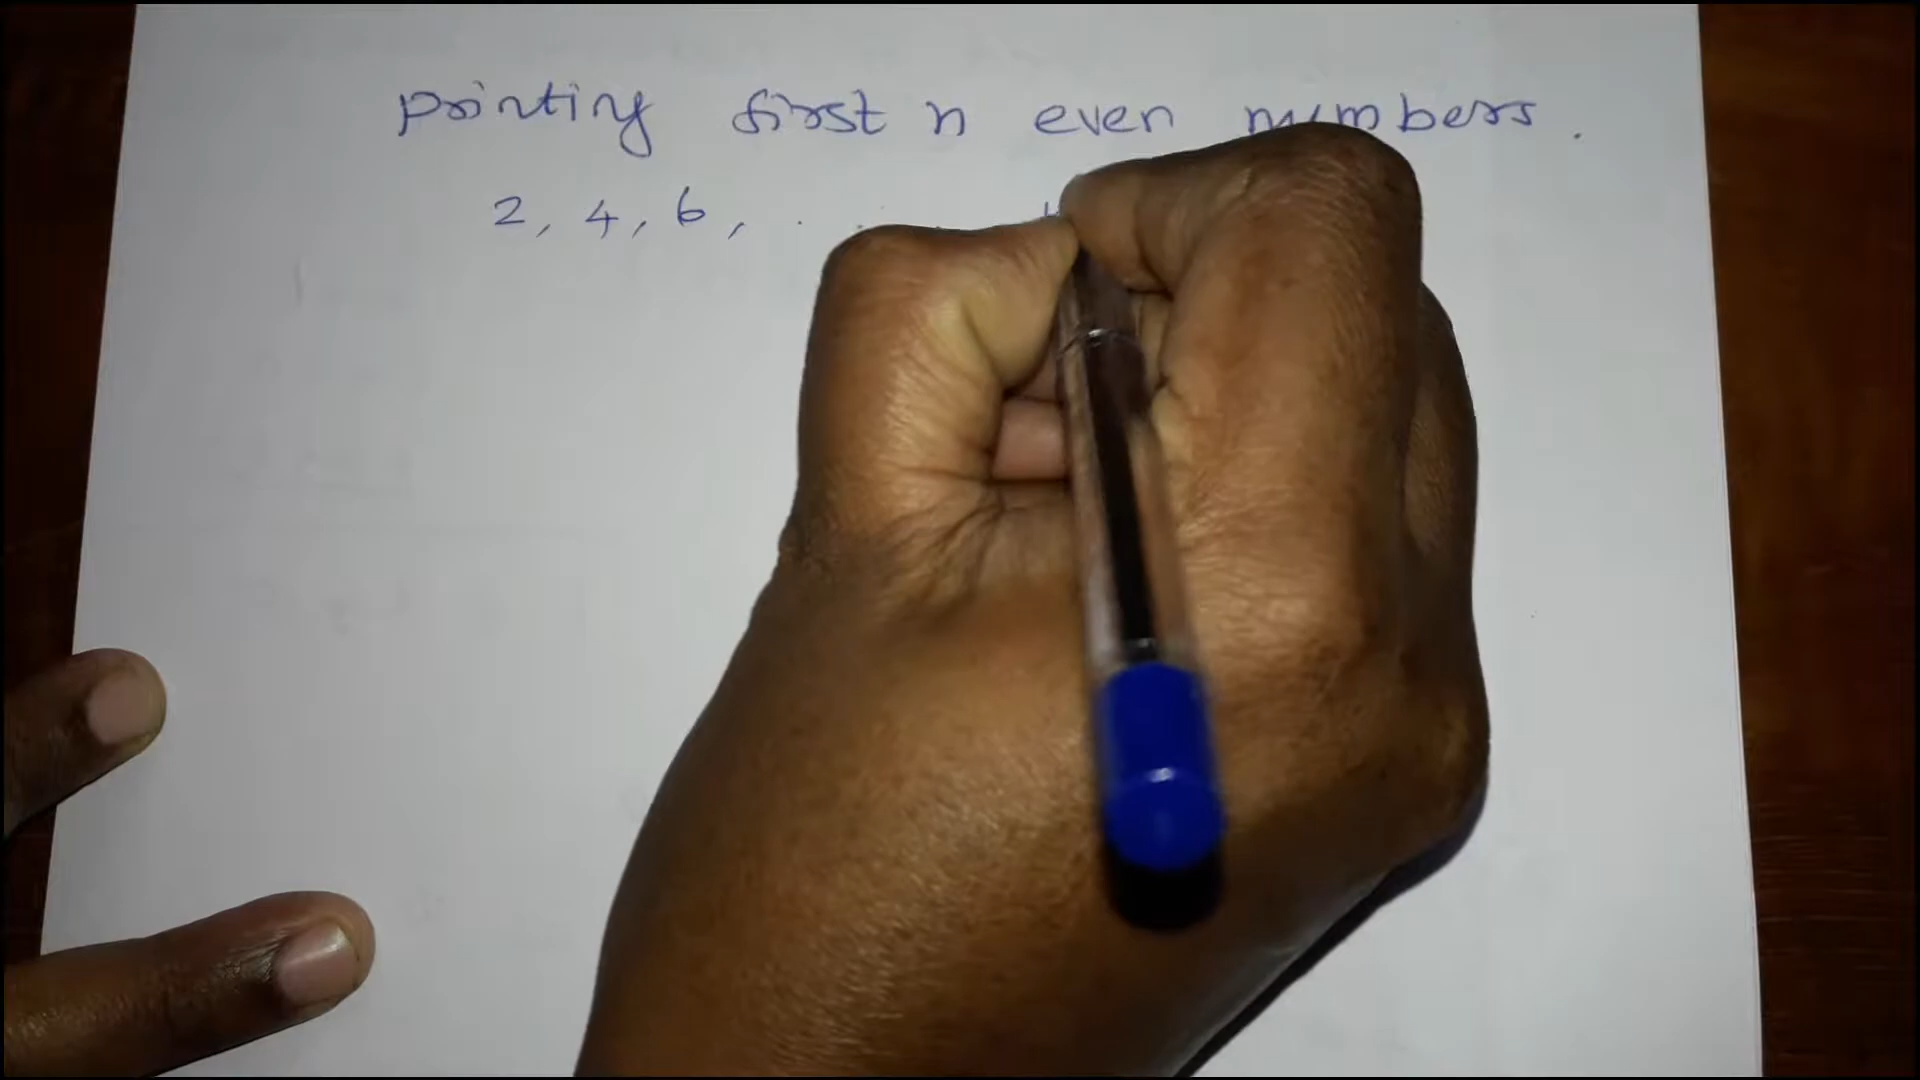 printing first n even numbers.
2, 4, 6, . . .